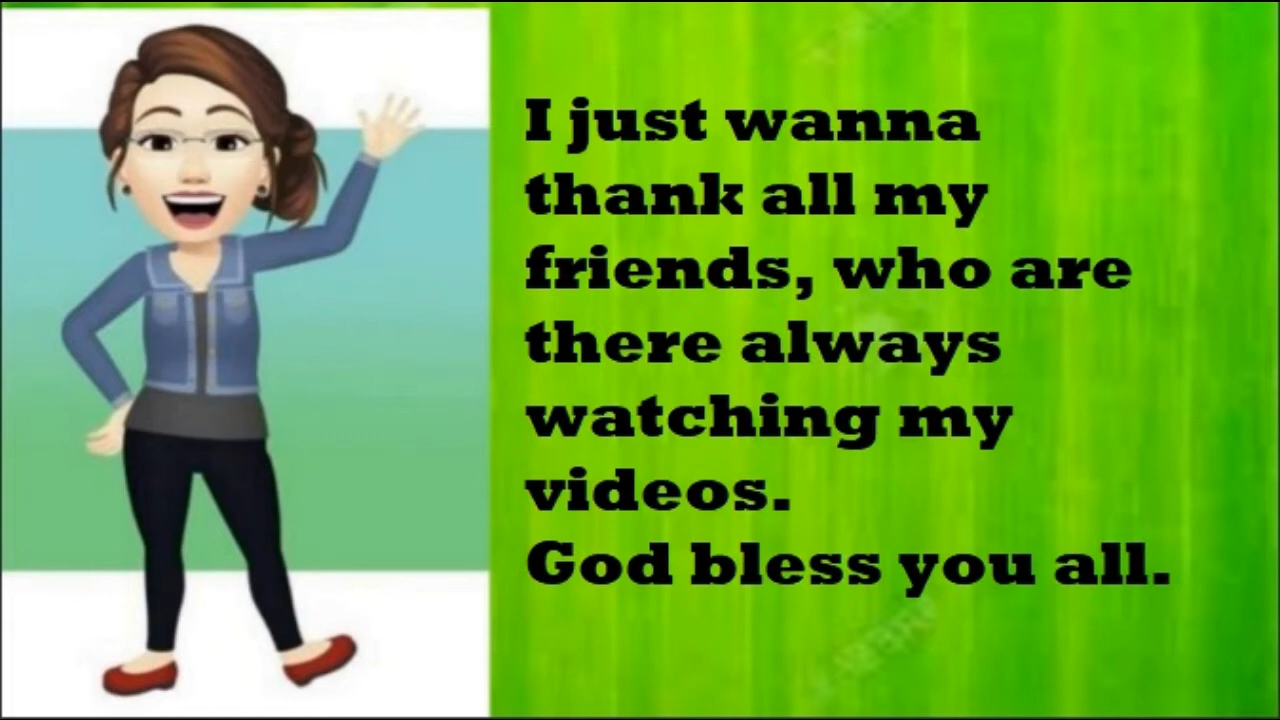 I just wanna
thank all my
friends, who are
there always
watching my
videos.
God bless you all.